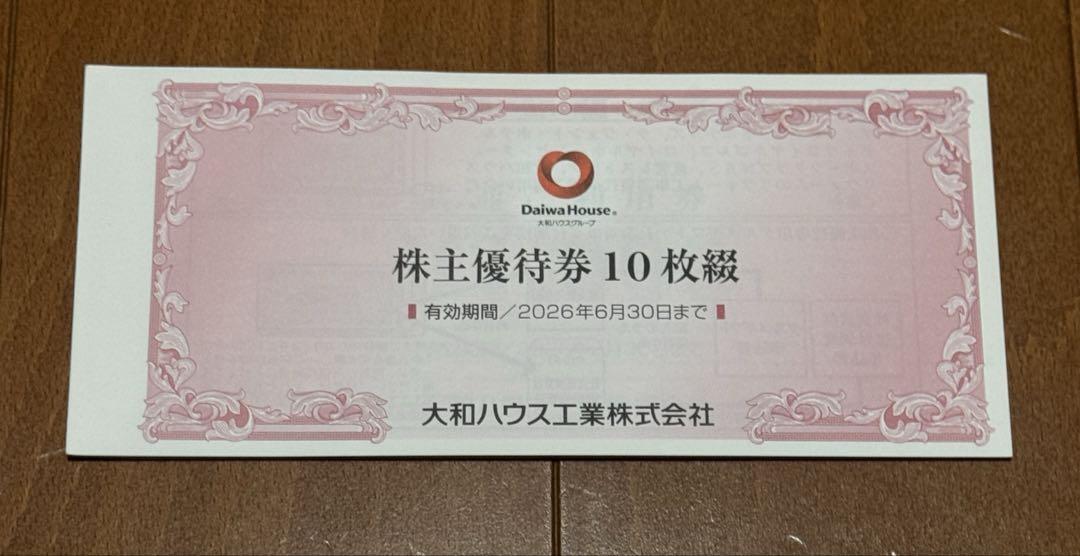 Daiwa House®
大和ハウスグループ
株主優待券10枚綴
有効期間／2026年6月30日まで
大和ハウス工業株式会社